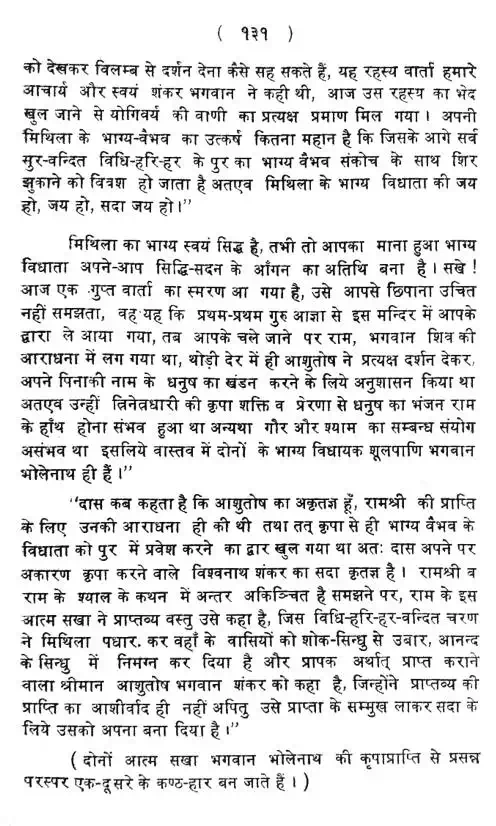 ( १३१ )
को देखकर विलम्ब से दर्शन देना कैसे सह सकते हैं, यह रहस्य वार्ता हमारे
आचार्य और स्वयं शंकर भगवान ने कही थी, आज उस रहस्य का भेद
खुल जाने से योगिवर्य की वाणी का प्रत्यक्ष प्रमाण मिल गया। अपनी
मिथिला के भाग्य-वैभव का उत्कर्ष कितना महान है कि जिसके आगे सर्व
सुर-वन्दित विधि-हरि-हर के पुर का भाग्य वैभव संकोच के साथ शिर
झुकाने को विवश हो जाता है अतएव मिथिला के भाग्य विधाता की जय
हो, जय हो, सदा जय हो।"
मिथिला का भाग्य स्वयं सिद्ध है, तभी तो आपका माना हुआ भाग्य
विधाता अपने-आप सिद्धि-सदन के आँगन का अतिथि बना है। सखे!
आज एक गुप्त वार्ता का स्मरण आ गया है, उसे आपसे छिपाना उचित
नहीं समझता, वह यह कि प्रथम-प्रथम गुरु आज्ञा से इस मन्दिर में आपके
द्वारा ले आया गया, तब आपके चले जाने पर राम, भगवान शिव की
आराधना में लग गया था, थोड़ी देर में ही आशुतोष ने प्रत्यक्ष दर्शन देकर,
अपने पिनाकी नाम के धनुष का खंडन करने के लिये अनुशासन किया था
अतएव उन्हीं त्रिनेत्रधारी की कृपा शक्ति व प्रेरणा से धनुष का भंजन राम
के हाँथ होना संभव हुआ था अन्यथा गौर और श्याम का सम्बन्ध संयोग
असंभव था इसलिये वास्तव में दोनों के भाग्य विधायक शूलपाणि भगवान
भोलेनाथ ही हैं।"
"दास कब कहता है कि आशुतोष का अकृतज्ञ हूँ, रामश्री की प्राप्ति
के लिए उनकी आराधना ही की थी तथा तत् कृपा से ही भाग्य वैभव के
विधाता को पुर में प्रवेश करने का द्वार खुल गया था अतः दास अपने पर
अकारण कृपा करने वाले विश्वनाथ शंकर का सदा कृतज्ञ है। रामश्री व
राम के श्याल के कथन में अन्तर अकिञ्चित है समझने पर, राम के इस
आत्म सखा ने प्राप्तव्य वस्तु उसे कहा है, जिस विधि-हरि-हर-वन्दित चरण
ने मिथिला पधार. कर वहाँ के वासियों को शोक-सिन्धु से उबार, आनन्द
के सिन्धु में निमग्न कर दिया है और प्रापक अर्थात् प्राप्त कराने
वाला श्रीमान आशुतोष भगवान शंकर को कहा है, जिन्होंने प्राप्तव्य की
प्राप्ति का आशीर्वाद ही नहीं अपितु उसे प्राप्ता के सम्मुख लाकर सदा के
लिये उसको अपना बना दिया है।"
( दोनों आत्म सखा भगवान भोलेनाथ की कृपाप्राप्ति से प्रसन्न
परस्पर एक-दूसरे के कण्ठ-हार बन जाते हैं। )